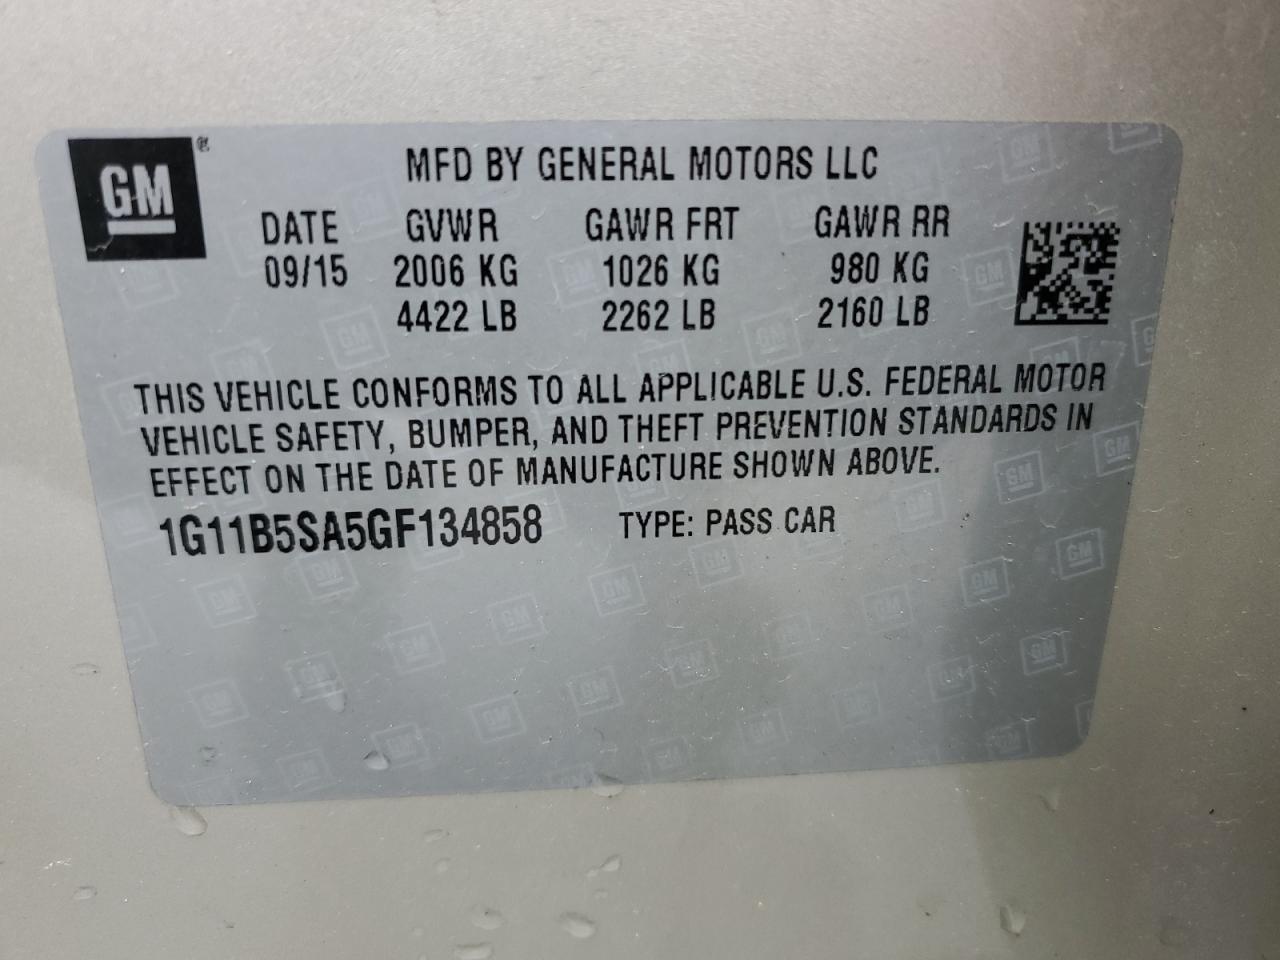 GM ®
MFD BY GENERAL MOTORS LLC
DATE GVWR GAWR FRT GAWR RR
09/15 2006 KG 1026 KG 980 KG
4422 LB 2262 LB 2160 LB
THIS VEHICLE CONFORMS TO ALL APPLICABLE U.S. FEDERAL MOTOR
VEHICLE SAFETY, BUMPER, AND THEFT PREVENTION STANDARDS IN
EFFECT ON THE DATE OF MANUFACTURE SHOWN ABOVE.
1G11B5SA5GF134858 TYPE: PASS CAR